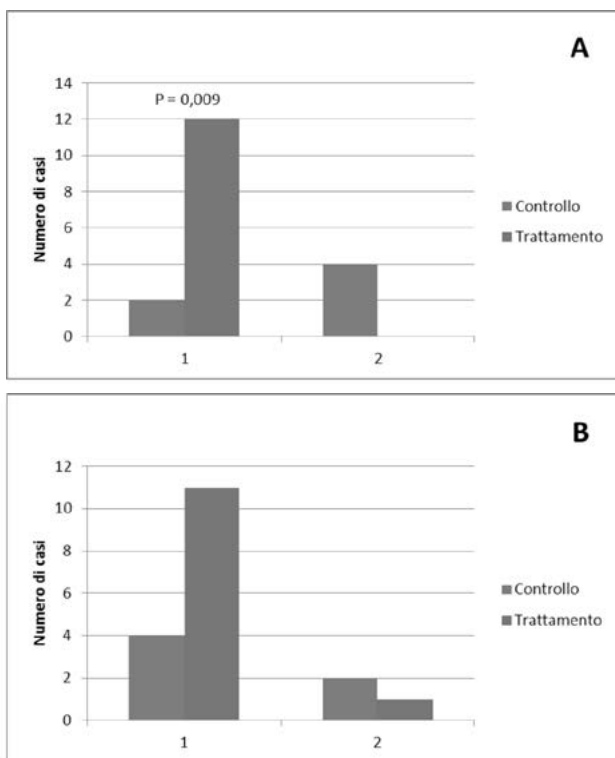 A
P = 0,009
Numero di casi
14
12
10
8
6
4
2
0
1
2
Controllo
Trattamento
B
Numero di casi
12
10
8
6
4
2
0
1
2
Controllo
Trattamento